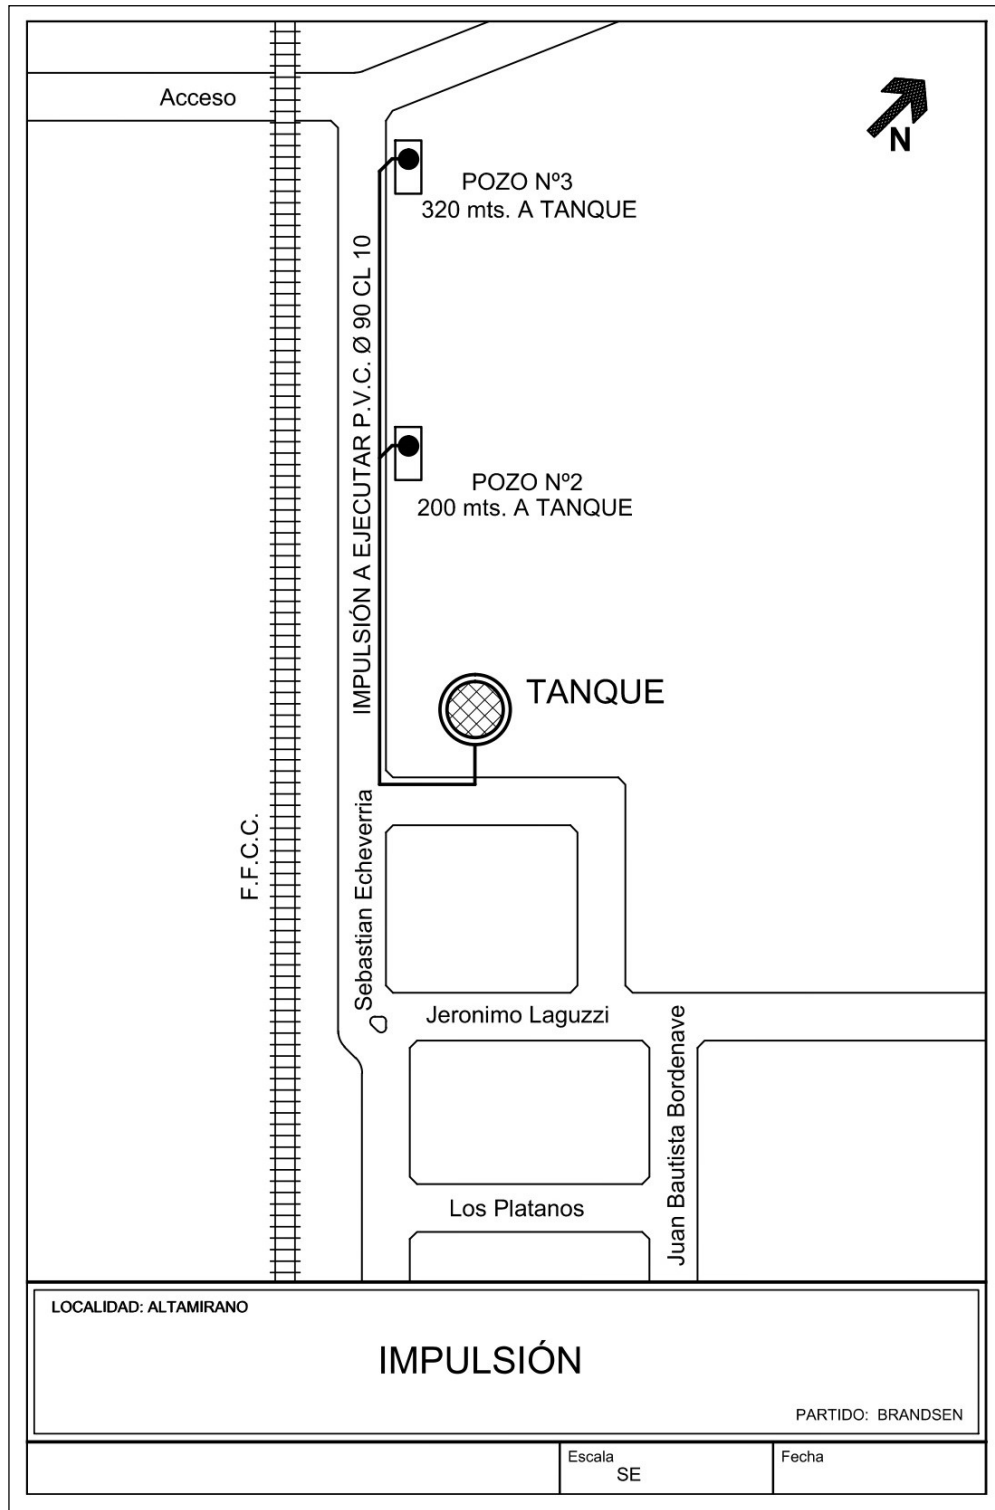 Acceso
N
POZO Nº3
320 mts. A TANQUE
IMPULSIÓN A EJECUTAR P.V.C. Ø 90 CL 10
POZO Nº2
200 mts. A TANQUE
TANQUE
F.F.C.C.
Sebastian Echeverria
Jeronimo Laguzzi
Juan Bautista Bordenave
Los Platanos
LOCALIDAD: ALTAMIRANO
IMPULSIÓN
PARTIDO: BRANDSEN
Escala
SE
Fecha